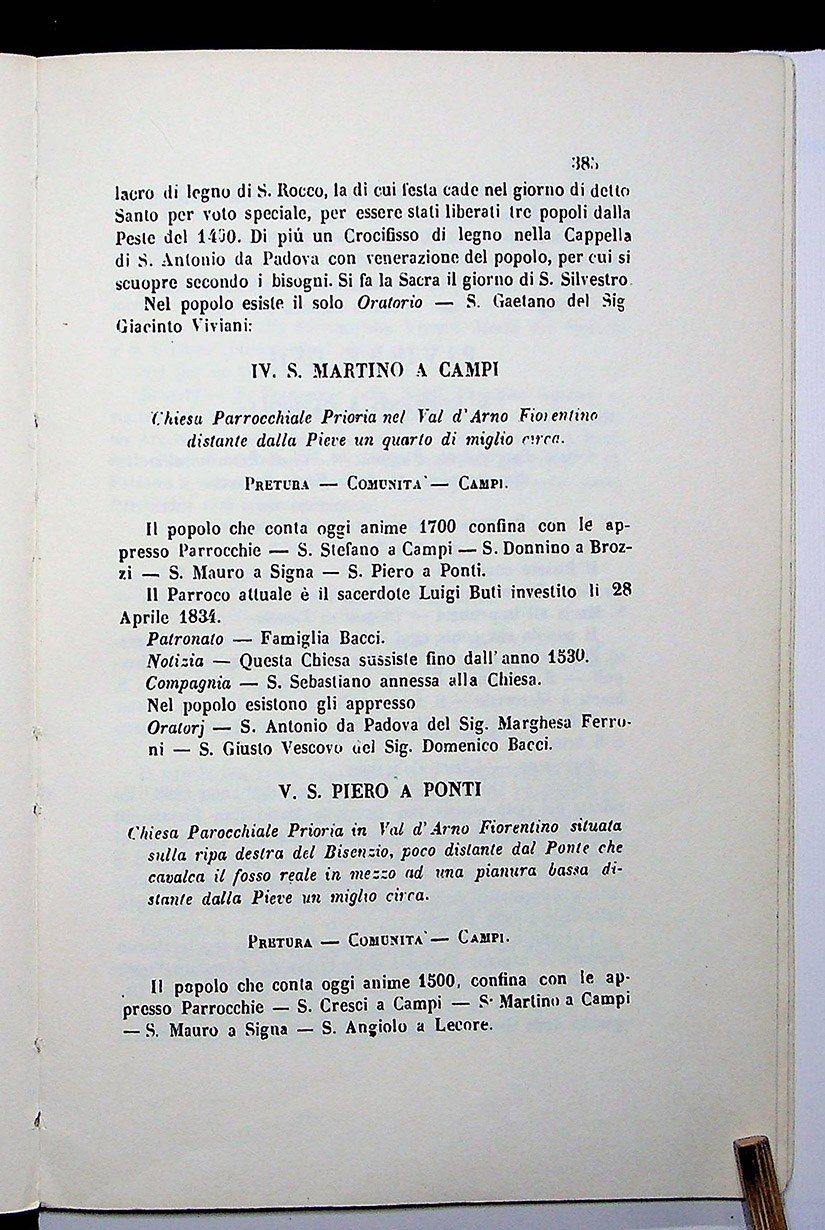 385
lacro di legno di S. Rocco, la di cui festa cade nel giorno di detto
Santo per voto speciale, per essere stati liberati tre popoli dalla
Peste del 1400. Di piú un Crocifisso di legno nella Cappella
di S. Antonio da Padova con venerazione del popolo, per cui si
scuopre secondo i bisogni. Si fa la Sacra il giorno di S. Silvestro.
Nel popolo esiste il solo Oratorio — S. Gaetano del Sig
Giacinto Viviani:
IV. S. MARTINO A CAMPI
Chiesa Parrocchiale Prioria nel Val d'Arno Fiorentino
distante dalla Pieve un quarto di miglio circa.
PRETURA — COMUNITA' — CAMPI.
Il popolo che conta oggi anime 1700 confina con le ap-
presso Parrocchie — S. Stefano a Campi — S. Donnino a Broz-
zi — S. Mauro a Signa — S. Piero a Ponti.
Il Parroco attuale è il sacerdote Luigi Buti investito li 28
Aprile 1834.
Patronato — Famiglia Bacci.
Notizia — Questa Chiesa sussiste fino dall'anno 1530.
Compagnia — S. Sebastiano annessa alla Chiesa.
Nel popolo esistono gli appresso
Oratorj — S. Antonio da Padova del Sig. Marghesa Ferro-
ni — S. Giusto Vescovo del Sig. Domenico Bacci.
V. S. PIERO A PONTI
Chiesa Parocchiale Prioria in Val d'Arno Fiorentino situata
sulla ripa destra del Bisenzio, poco distante dal Ponte che
cavalca il fosso reale in mezzo ad una pianura bassa di-
stante dalla Pieve un miglio circa.
PRETURA — COMUNITA' — CAMPI.
Il popolo che conta oggi anime 1500, confina con le ap-
presso Parrocchie — S. Cresci a Campi — S. Martino a Campi
— S. Mauro a Signa — S. Angiolo a Lecore.